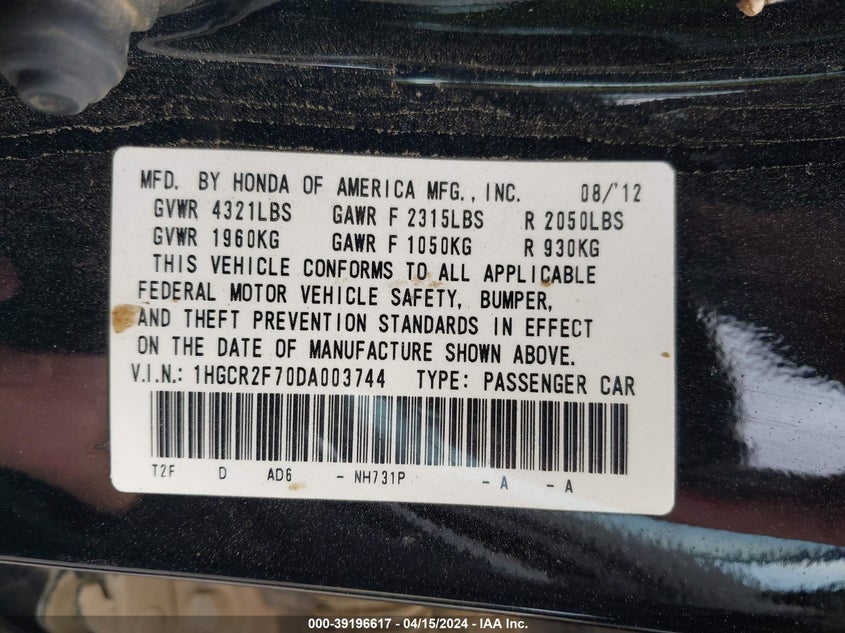 MFD. BY HONDA OF AMERICA MFG., INC. 08/'12
GVWR 4321LBS GAWR F 2315LBS R 2050LBS
GVWR 1960KG GAWR F 1050KG R 930KG
THIS VEHICLE CONFORMS TO ALL APPLICABLE
FEDERAL MOTOR VEHICLE SAFETY, BUMPER,
AND THEFT PREVENTION STANDARDS IN EFFECT
ON THE DATE OF MANUFACTURE SHOWN ABOVE.
V.I.N.: 1HGCR2F70DA003744 TYPE: PASSENGER CAR
T2F D AD6 - NH731P - A - A
000-39196617 - 04/15/2024 - IAA Inc.